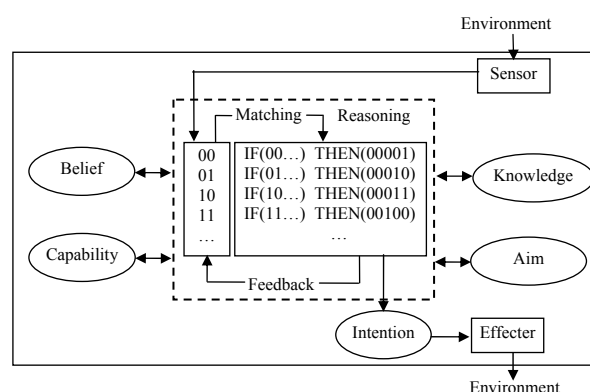 Environment
Sensor
Matching Reasoning
00 IF(00…) THEN(00001)
01 IF(01…) THEN(00010)
10 IF(10…) THEN(00011)
11 IF(11…) THEN(00100)
… …
Belief
Knowledge
Capability
Aim
Feedback
Intention
Effecter
Environment